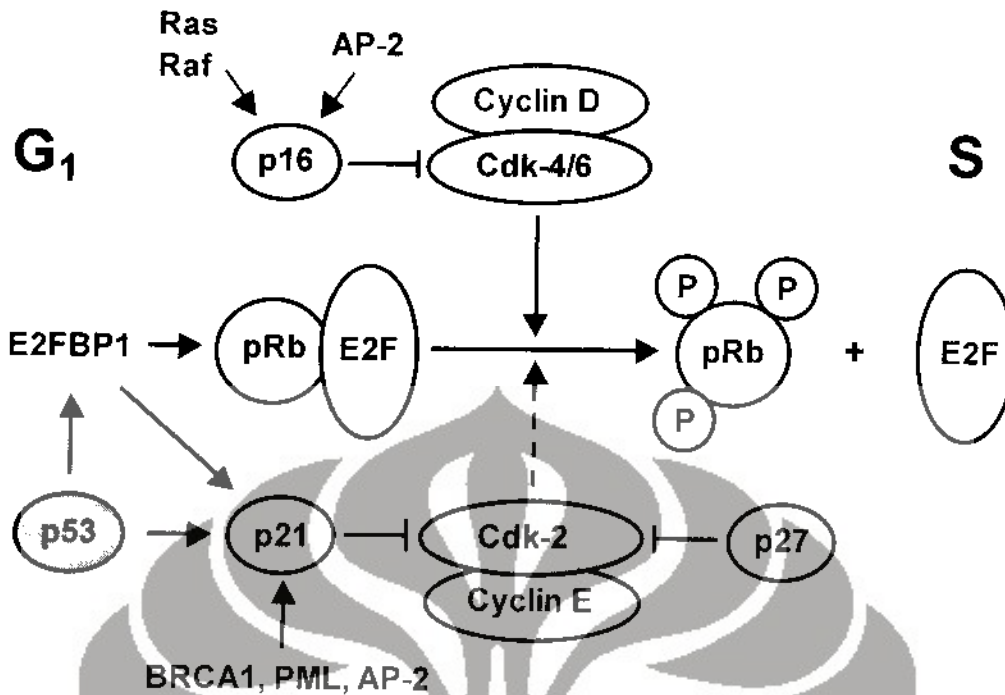 Ras
Raf
AP-2
Cyclin D
G1
p16
Cdk-4/6
S
P
P
E2FBP1
pRb
E2F
pRb
+
E2F
P
p53
p21
Cdk-2
p27
Cyclin E
BRCA1, PML, AP-2